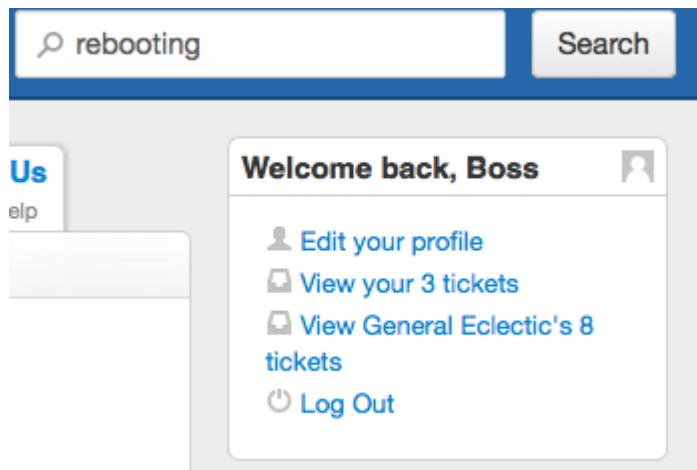 rebooting
Search
Us
elp
Welcome back, Boss
Edit your profile
View your 3 tickets
View General Eclectic's 8
tickets
Log Out